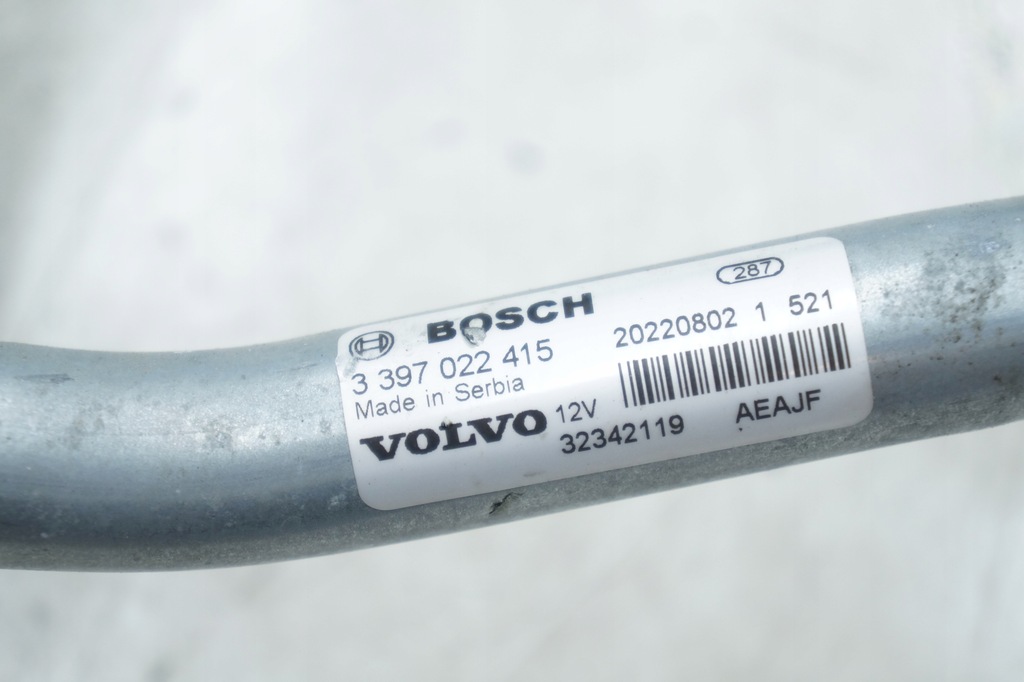 287
BOSCH
20220802 1 521
3 397 022 415
Made in Serbia
VOLVO 12V
32342119
AEAJF